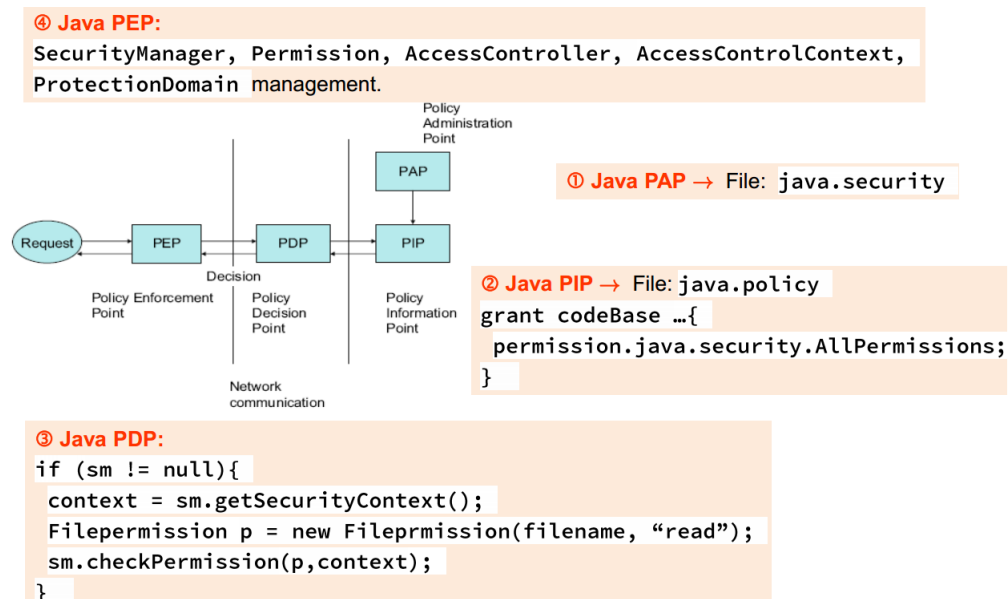 ④ Java PEP:
SecurityManager, Permission, AccessController, AccessControlContext,
ProtectionDomain management.
Policy
Administration
Point
PAP
① Java PAP → File: java.security
Request
PEP
PDP
PIP
Decision
Policy Enforcement
Point
Policy
Decision
Point
Policy
Information
Point
Network
communication
② Java PIP → File: java.policy
grant codeBase …{
permission.java.security.AllPermissions;
}
③ Java PDP:
if (sm != null){
context = sm.getSecurityContext();
Filepermission p = new Fileprmission(filename, “read”);
sm.checkPermission(p,context);
}